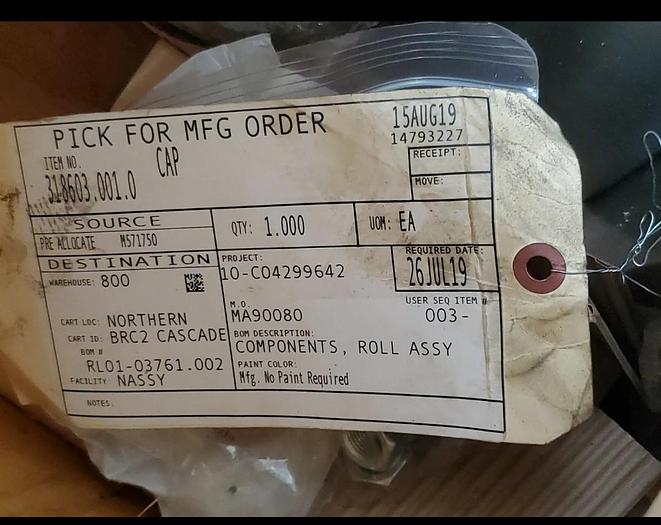 PICK FOR MFG ORDER
15AUG19
14793227
ITEM NO.
CAP
318603.001.0
RECEIPT:
MOVE:
SOURCE
PRE ALLOCATE M571750
QTY: 1.000
UOM: EA
DESTINATION
WAREHOUSE: 800
PROJECT:
10-C04299642
REQUIRED DATE:
26JUL19
M.O.
MA90080
USER SEQ ITEM #
003-
CART LOC: NORTHERN
CART ID: BRC2 CASCADE
BOM #
RL01-03761.002
FACILITY: NASSY
BOM DESCRIPTION:
COMPONENTS, ROLL ASSY
PAINT COLOR:
Mfg. No Paint Required
NOTES: